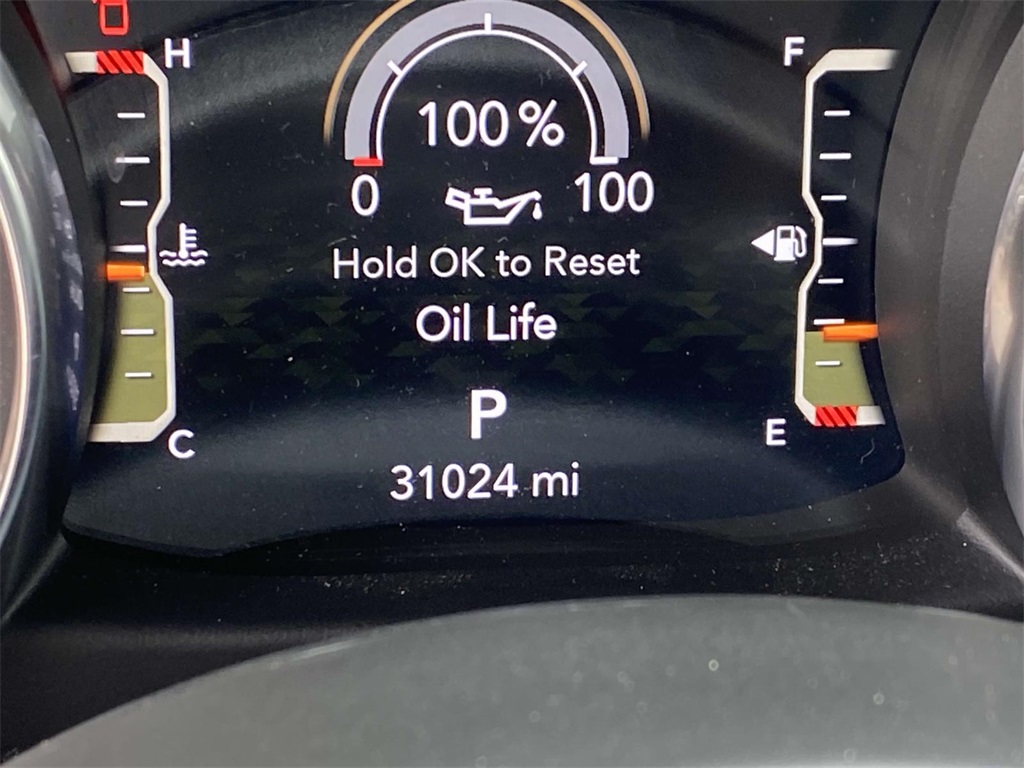 H
F
100%
0
100
Hold OK to Reset
Oil Life
P
C
E
31024 mi